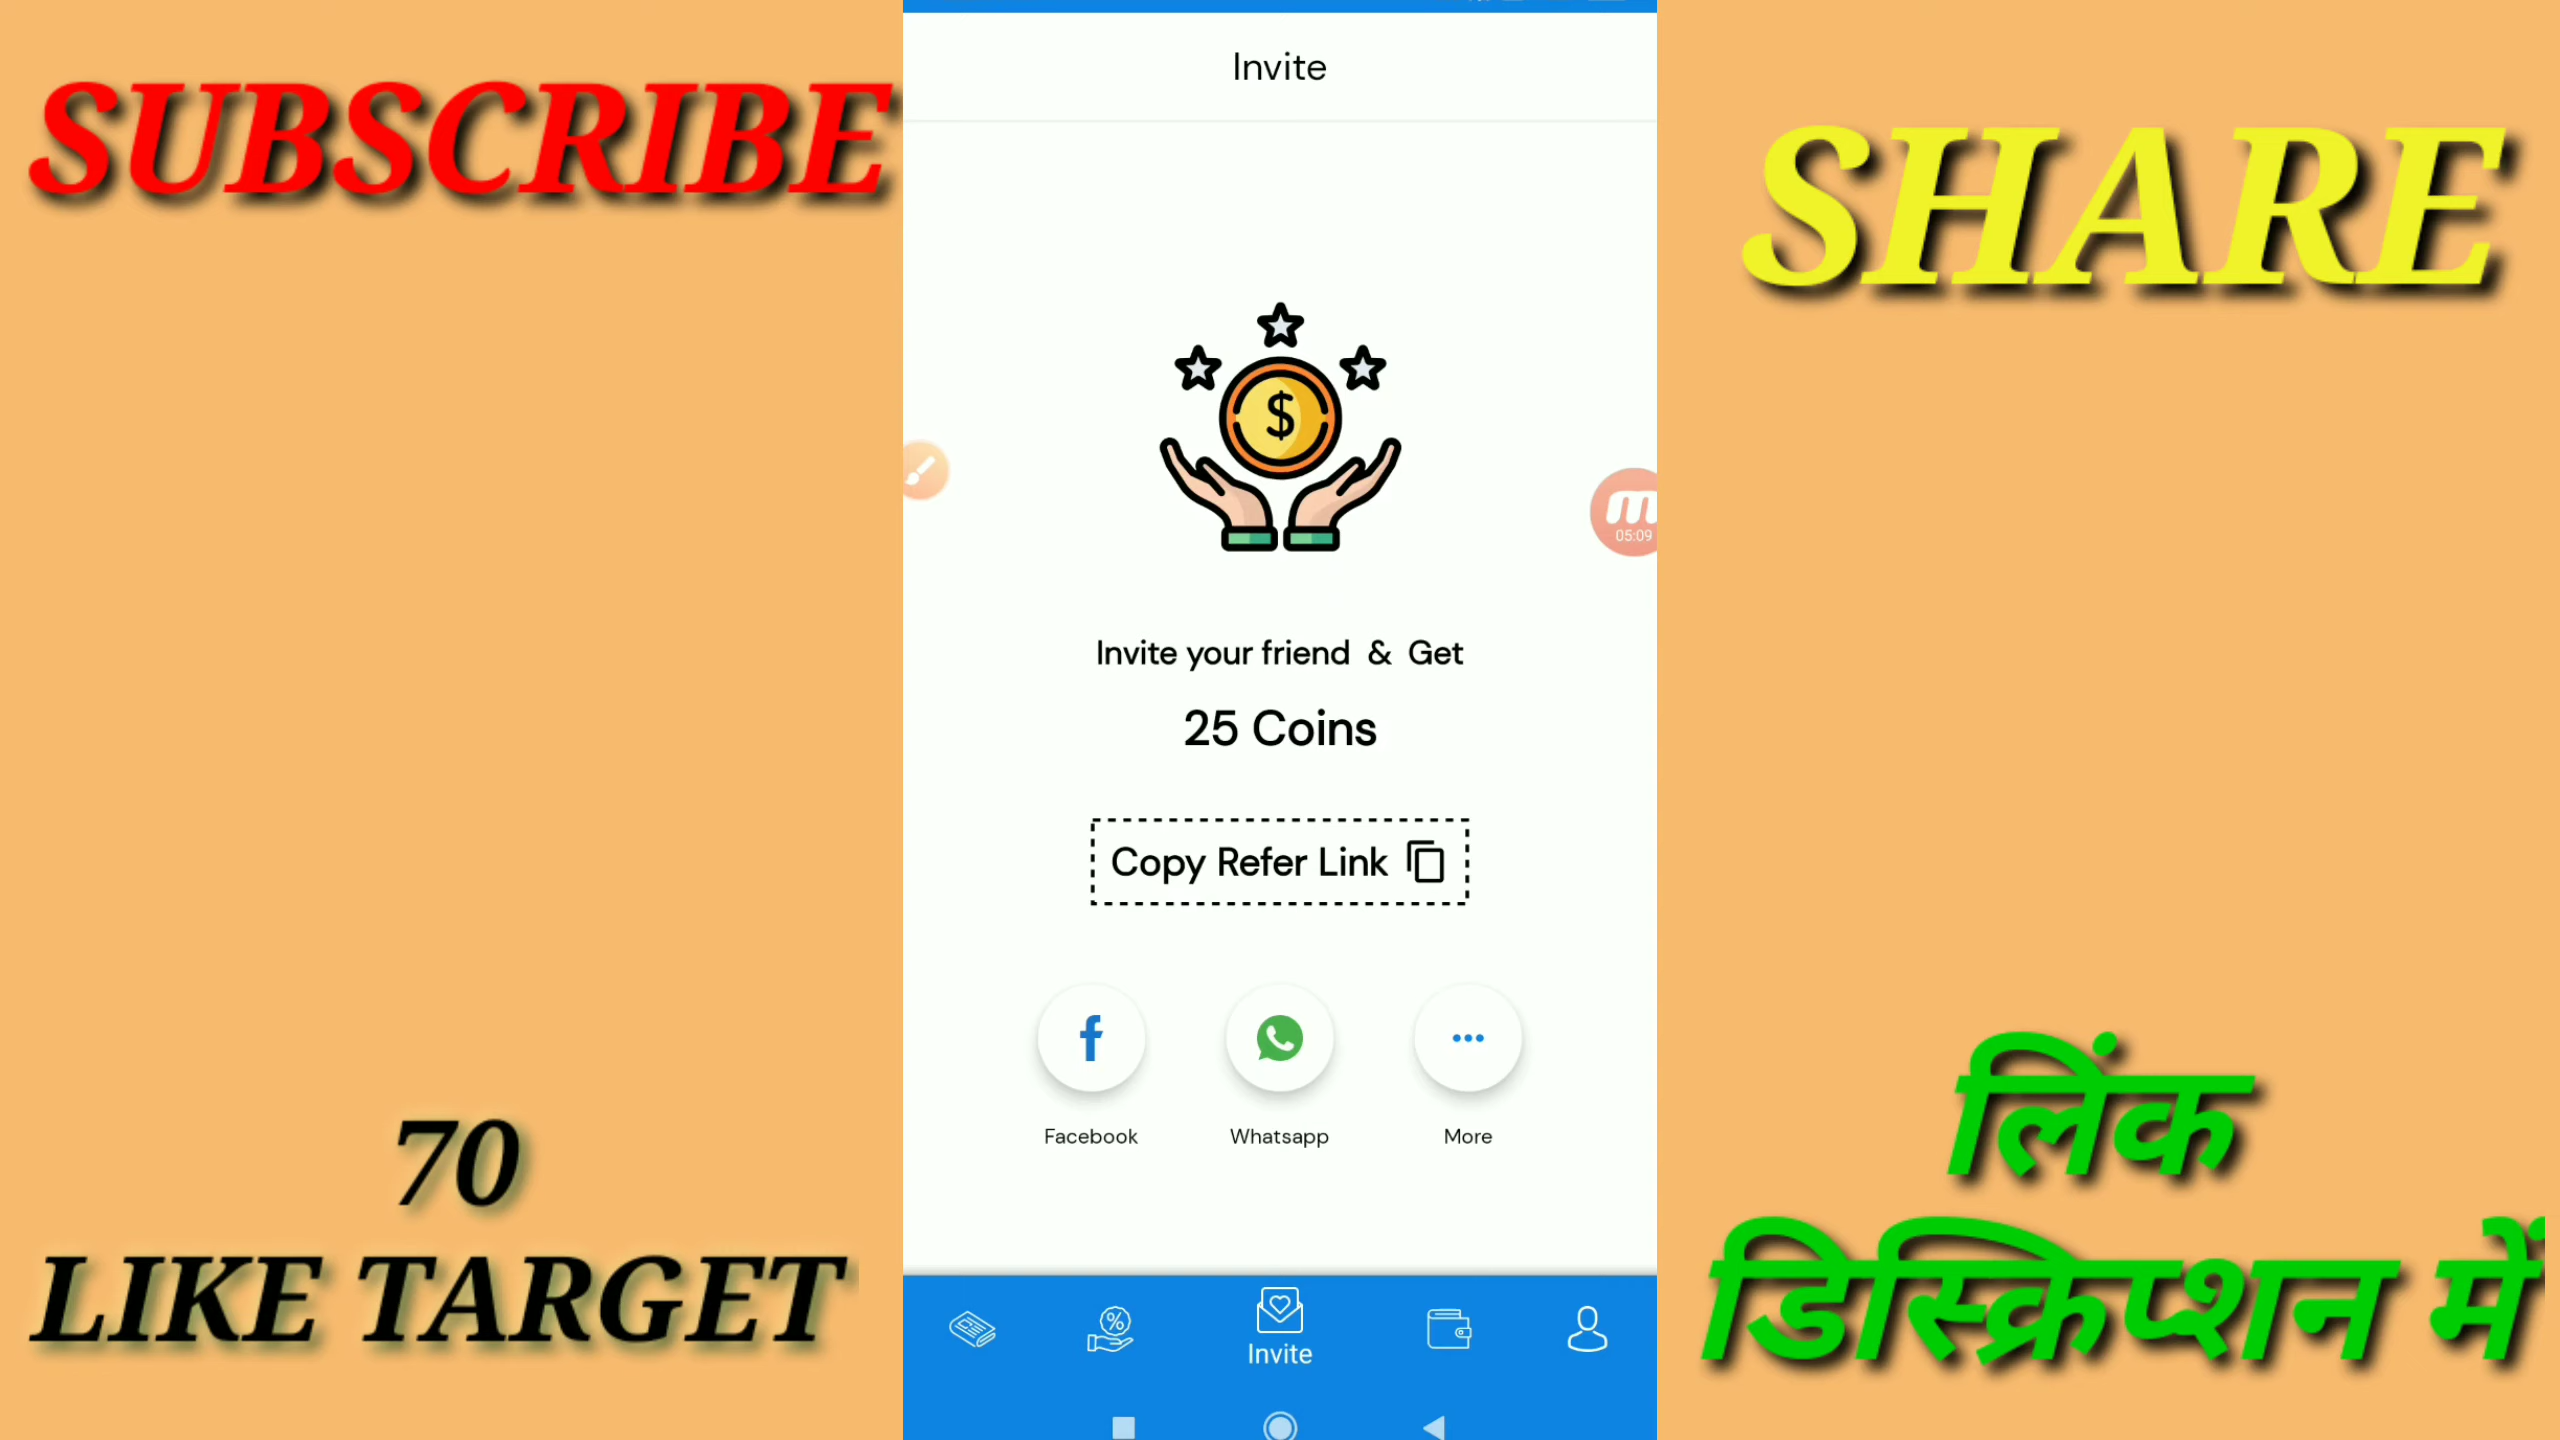 SUBSCRIBE
SHARE
Invite
$
05:09
Invite your friend & Get
25 Coins
Copy Refer Link
Facebook
Whatsapp
More
70
LIKE TARGET
लिंक
डिस्क्रिप्शन में
%
Invite